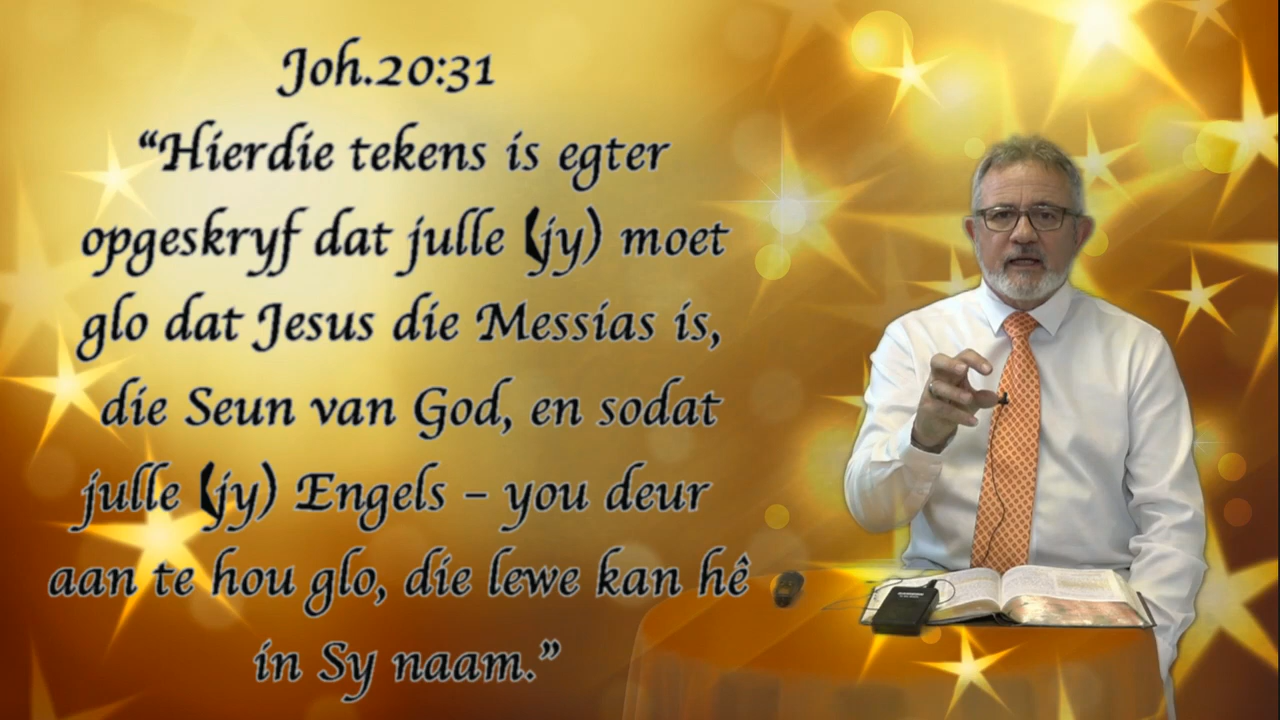 Joh.20:31
“Hierdie tekens is egter
opgeskryf dat julle (jy) moet
glo dat Jesus die Messias is,
die Seun van God, en sodat
julle (jy) Engels – you deur
aan te hou glo, die lewe kan hê
in Sy naam.”